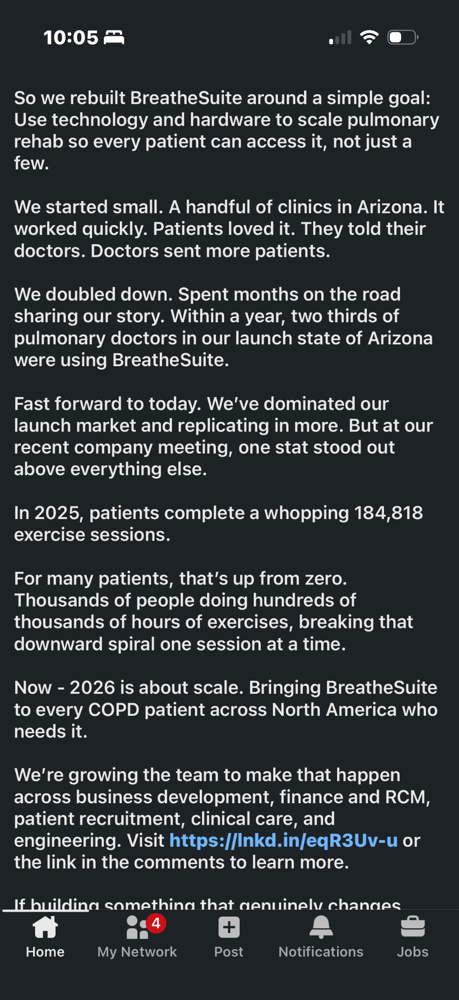 10:05
So we rebuilt BreatheSuite around a simple goal:
Use technology and hardware to scale pulmonary
rehab so every patient can access it, not just a
few.
We started small. A handful of clinics in Arizona. It
worked quickly. Patients loved it. They told their
doctors. Doctors sent more patients.
We doubled down. Spent months on the road
sharing our story. Within a year, two thirds of
pulmonary doctors in our launch state of Arizona
were using BreatheSuite.
Fast forward to today. We’ve dominated our
launch market and replicating in more. But at our
recent company meeting, one stat stood out
above everything else.
In 2025, patients complete a whopping 184,818
exercise sessions.
For many patients, that’s up from zero.
Thousands of people doing hundreds of
thousands of hours of exercises, breaking that
downward spiral one session at a time.
Now - 2026 is about scale. Bringing BreatheSuite
to every COPD patient across North America who
needs it.
We’re growing the team to make that happen
across business development, finance and RCM,
patient recruitment, clinical care, and
engineering. Visit https://lnkd.in/eqR3Uv-u or
the link in the comments to learn more.
If building something that genuinely changes
4
Home My Network Post Notifications Jobs